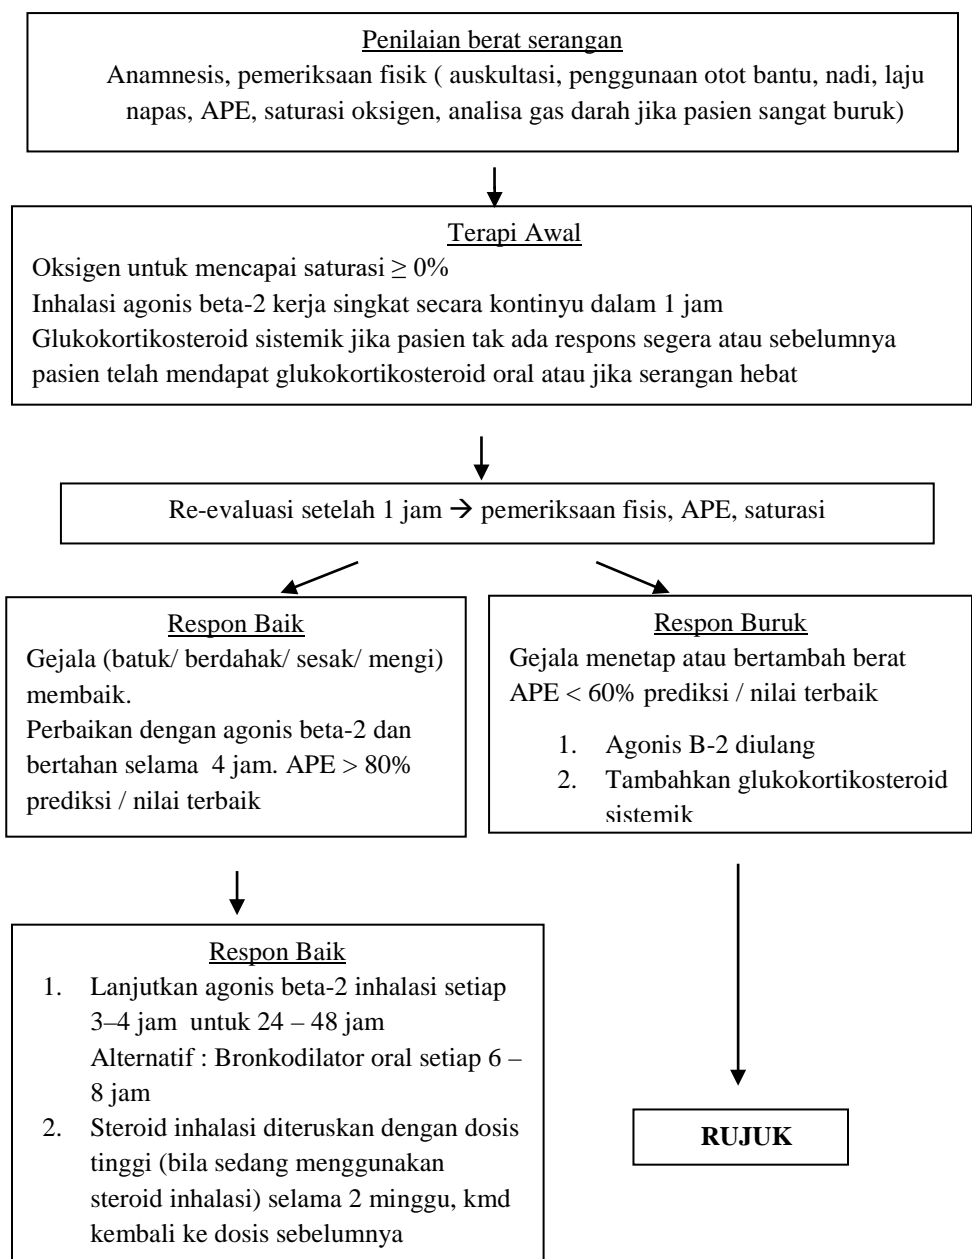 Penilaian berat serangan
Anamnesis, pemeriksaan fisik ( auskultasi, penggunaan otot bantu, nadi, laju
napas, APE, saturasi oksigen, analisa gas darah jika pasien sangat buruk)
Terapi Awal
Oksigen untuk mencapai saturasi ≥ 0%
Inhalasi agonis beta-2 kerja singkat secara kontinyu dalam 1 jam
Glukokortikosteroid sistemik jika pasien tak ada respons segera atau sebelumnya
pasien telah mendapat glukokortikosteroid oral atau jika serangan hebat
Re-evaluasi setelah 1 jam → pemeriksaan fisis, APE, saturasi
Respon Baik
Gejala (batuk/ berdahak/ sesak/ mengi)
membaik.
Perbaikan dengan agonis beta-2 dan
bertahan selama 4 jam. APE > 80%
prediksi / nilai terbaik
Respon Buruk
Gejala menetap atau bertambah berat
APE < 60% prediksi / nilai terbaik
1. Agonis B-2 diulang
2. Tambahkan glukokortikosteroid
sistemik
Respon Baik
1. Lanjutkan agonis beta-2 inhalasi setiap
3–4 jam untuk 24 – 48 jam
Alternatif : Bronkodilator oral setiap 6 –
8 jam
2. Steroid inhalasi diteruskan dengan dosis
tinggi (bila sedang menggunakan
steroid inhalasi) selama 2 minggu, kmd
kembali ke dosis sebelumnya
RUJUK